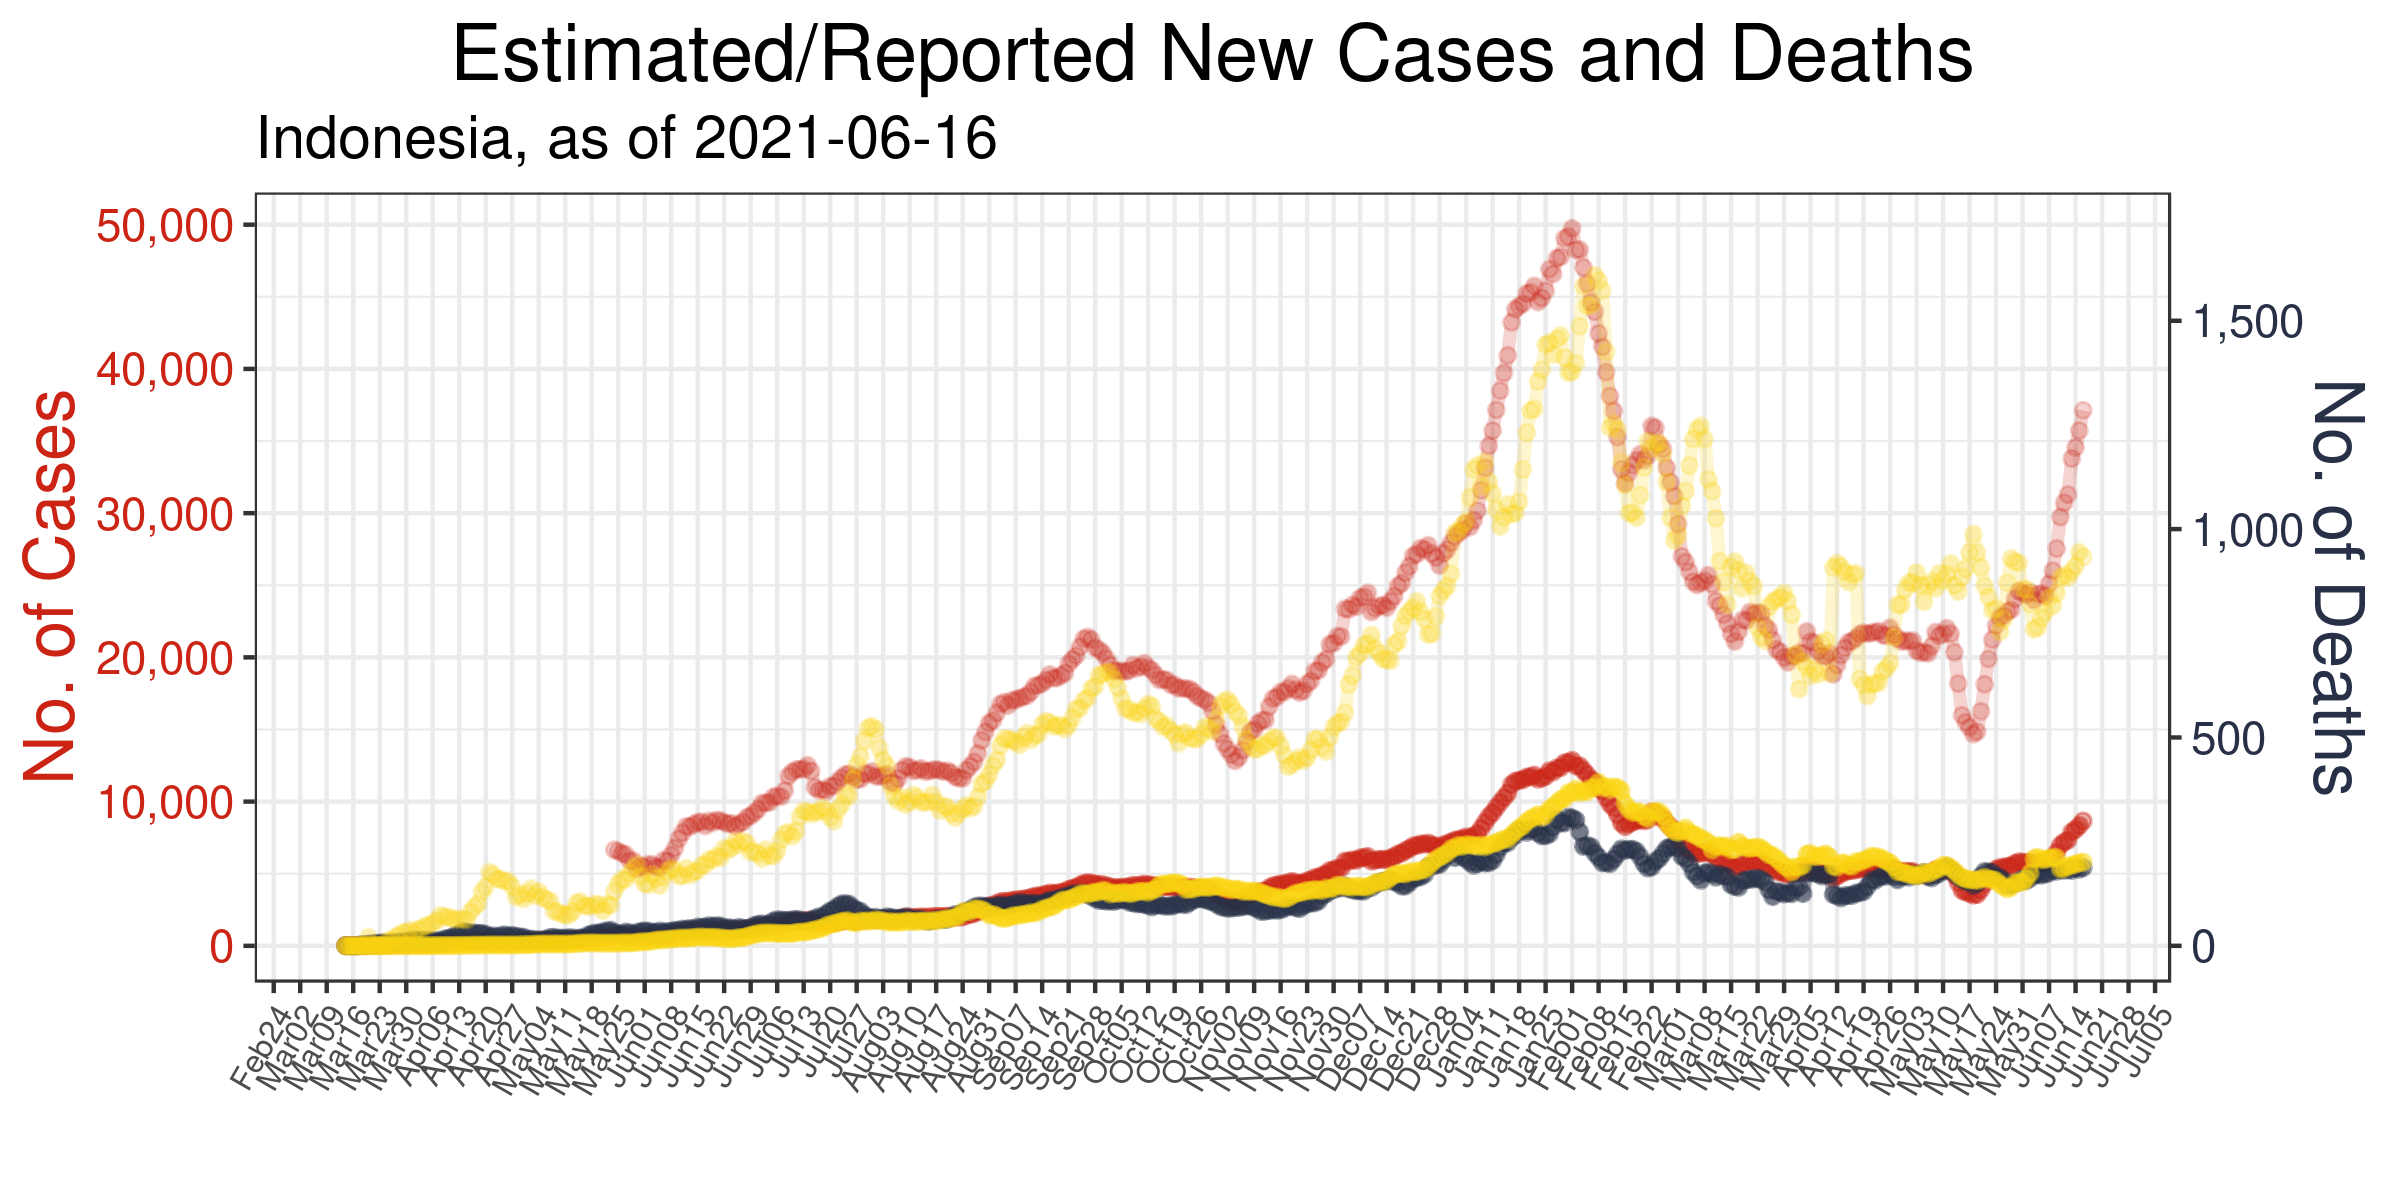 Estimated/Reported New Cases and Deaths
Indonesia, as of 2021-06-16
No. of Cases
50,000
40,000
30,000
20,000
10,000
0
1,500
1,000
500
0
No. of Deaths
Feb24
Mar02
Mar09
Mar16
Mar23
Mar30
Apr06
Apr13
Apr20
Apr27
May04
May11
May18
May25
Jun01
Jun08
Jun15
Jun22
Jun29
Jul06
Jul13
Jul20
Jul27
Aug03
Aug10
Aug17
Aug24
Aug31
Sep07
Sep14
Sep21
Sep28
Oct05
Oct12
Oct19
Oct26
Nov02
Nov09
Nov16
Nov23
Nov30
Dec07
Dec14
Dec21
Dec28
Jan04
Jan11
Jan18
Jan25
Feb01
Feb08
Feb15
Feb22
Mar01
Mar08
Mar15
Mar22
Mar29
Apr05
Apr12
Apr19
Apr26
May03
May10
May17
May24
May31
Jun07
Jun14
Jun21
Jun28
Jul05